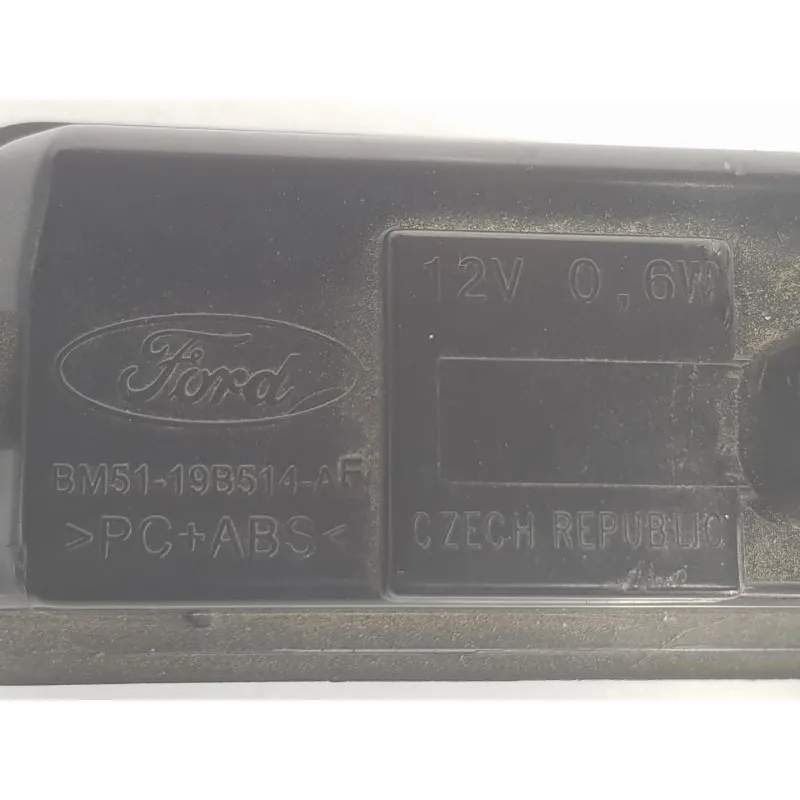 Ford
BM51-19B514-AF
>PC+ABS<
12V 0,6W
CZECH REPUBLIC